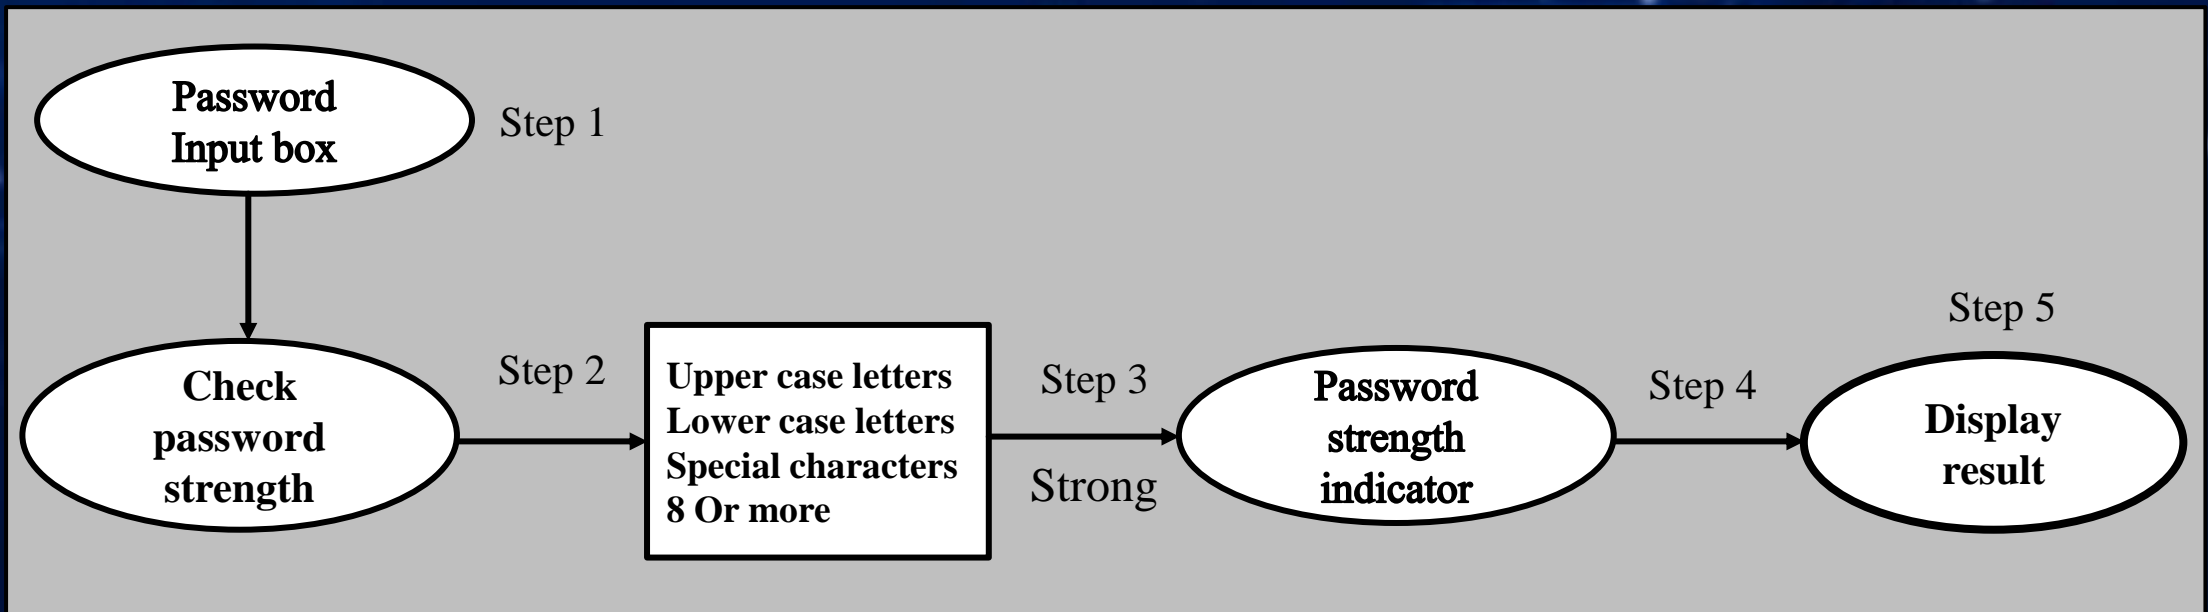 Password
Input box
Step 1
Check
password
strength
Step 2
Upper case letters
Lower case letters
Special characters
8 Or more
Step 3
Strong
Password
strength
indicator
Step 4
Step 5
Display
result